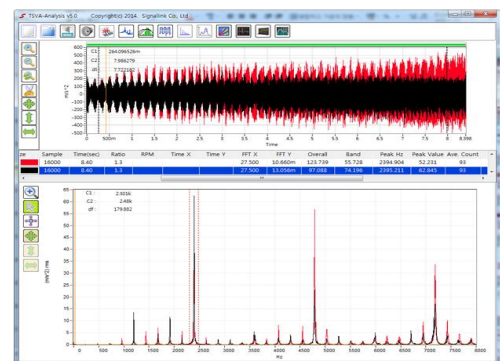 TSVA-Analysis v5.0 Copyright(c) 2014 Signallink Co., Ltd.
600
500
400
300
200
100
0
-100
-200
-300
-400
-500
m/s^2
C1 : 264.096526m
C2 : 7.986279
df : 7.722182
0 500m 1 1.5 2 2.5 3 3.5 4 4.5 5 5.5 6 6.5 7 7.5 8.398
Time
ze Sample Time(sec) Ratio RPM Time X Time Y FFT X FFT Y Overall Band Peak Hz Peak Value Ave. Count
16000 8.40 1.3 27.500 10.660m 123.739 55.728 2394.904 52.231 93
16000 8.40 1.3 27.500 13.056m 97.088 74.196 2395.211 62.845 93
65
60
55
50
45
40
35
30
25
20
15
10
5
0
C1 : 2.301k
C2 : 2.48k
df : 179.882
0 500 1000 1500 2000 2500 3000 3500 4000 4500 5000 5500 6000 6500 7000 7500 8000
Hz